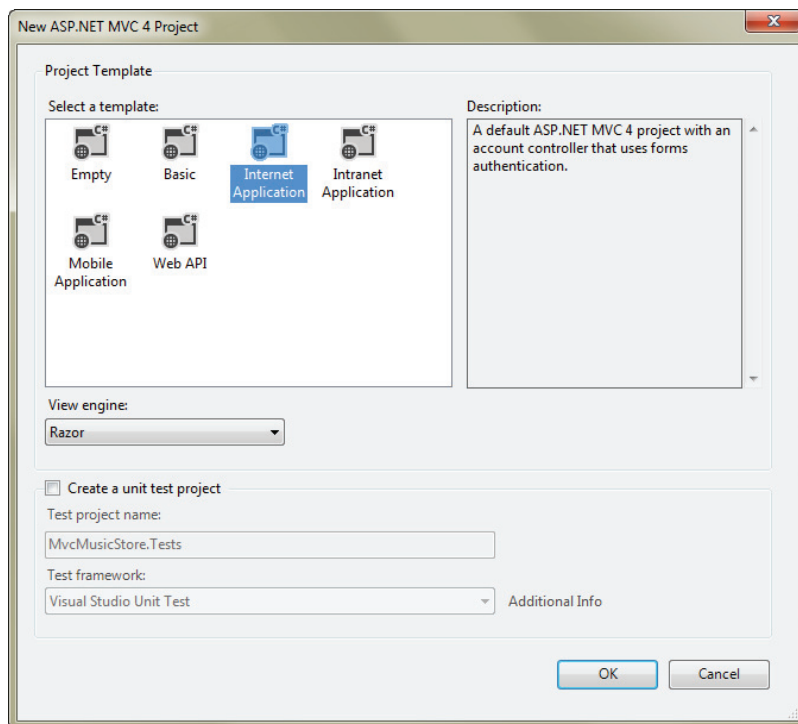 New ASP.NET MVC 4 Project
Project Template
Select a template:
C# C# C# C#
Empty Basic Internet Application Intranet Application
C# C#
Mobile Application Web API
Description:
A default ASP.NET MVC 4 project with an
account controller that uses forms
authentication.
View engine:
Razor
Create a unit test project
Test project name:
MvcMusicStore.Tests
Test framework:
Visual Studio Unit Test Additional Info
OK Cancel